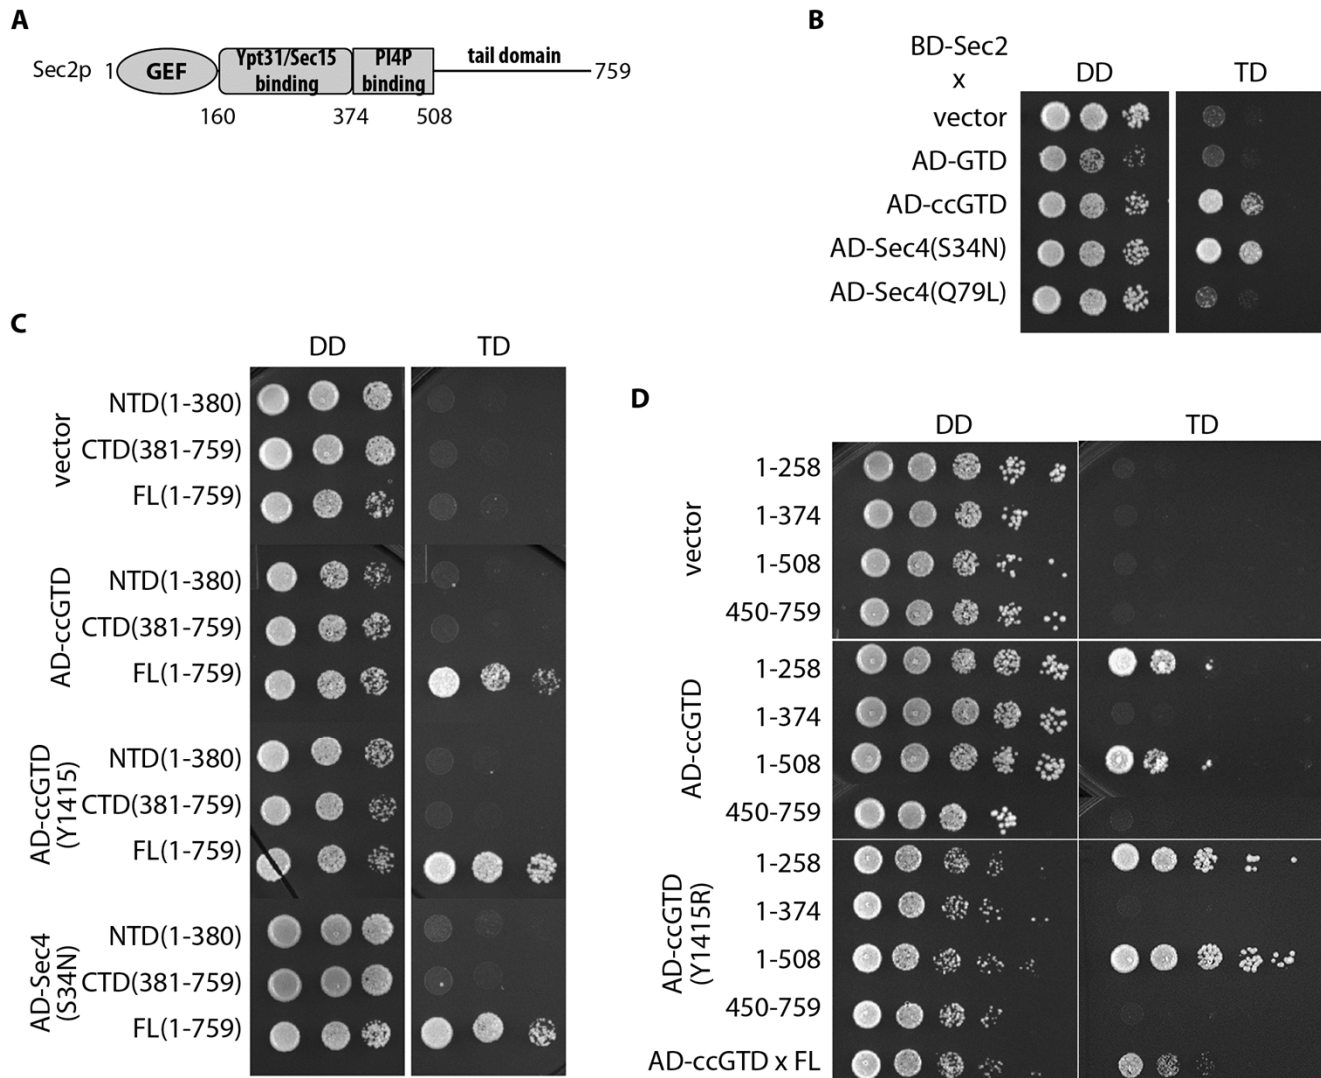 A
Sec2p 1 GEF Ypt31/Sec15 binding PI4P binding tail domain 759
160 374 508
B
BD-Sec2
x
DD TD
vector
AD-GTD
AD-ccGTD
AD-Sec4(S34N)
AD-Sec4(Q79L)
C
DD TD
vector
NTD(1-380)
CTD(381-759)
FL(1-759)
AD-ccGTD
NTD(1-380)
CTD(381-759)
FL(1-759)
AD-ccGTD
(Y1415)
NTD(1-380)
CTD(381-759)
FL(1-759)
AD-Sec4
(S34N)
NTD(1-380)
CTD(381-759)
FL(1-759)
D
DD TD
vector
1-258
1-374
1-508
450-759
AD-ccGTD
1-258
1-374
1-508
450-759
AD-ccGTD
(Y1415R)
1-258
1-374
1-508
450-759
AD-ccGTD x FL